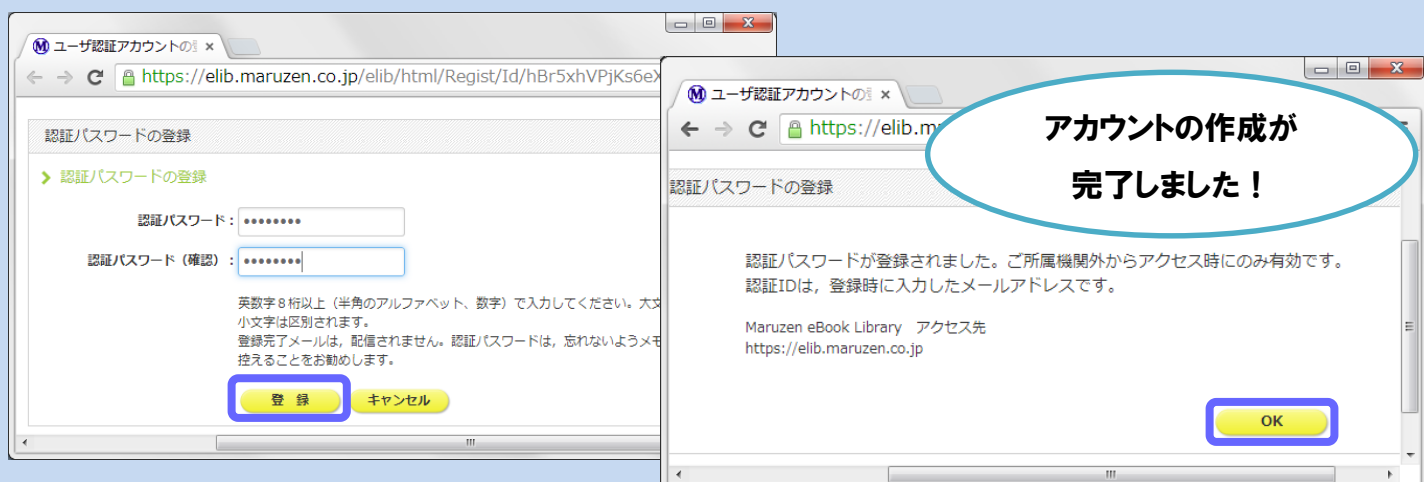 ユーザ認証アカウントの
https://elib.maruzen.co.jp/elib/html/Regist/Id/hBr5xhVPjKs6eX
認証パスワードの登録
認証パスワードの登録
認証パスワード：
認証パスワード（確認）：
英数字８桁以上（半角のアルファベット、数字）で入力してください。大文
小文字は区別されます。
登録完了メールは，配信されません。認証パスワードは，忘れないようメモ
控えることをお勧めします。
登 録
キャンセル
ユーザ認証アカウントの
https://elib.m
アカウントの作成が
完了しました！
認証パスワードの登録
認証パスワードが登録されました。ご所属機関外からアクセス時にのみ有効です。
認証IDは，登録時に入力したメールアドレスです。
Maruzen eBook Library アクセス先
https://elib.maruzen.co.jp
OK